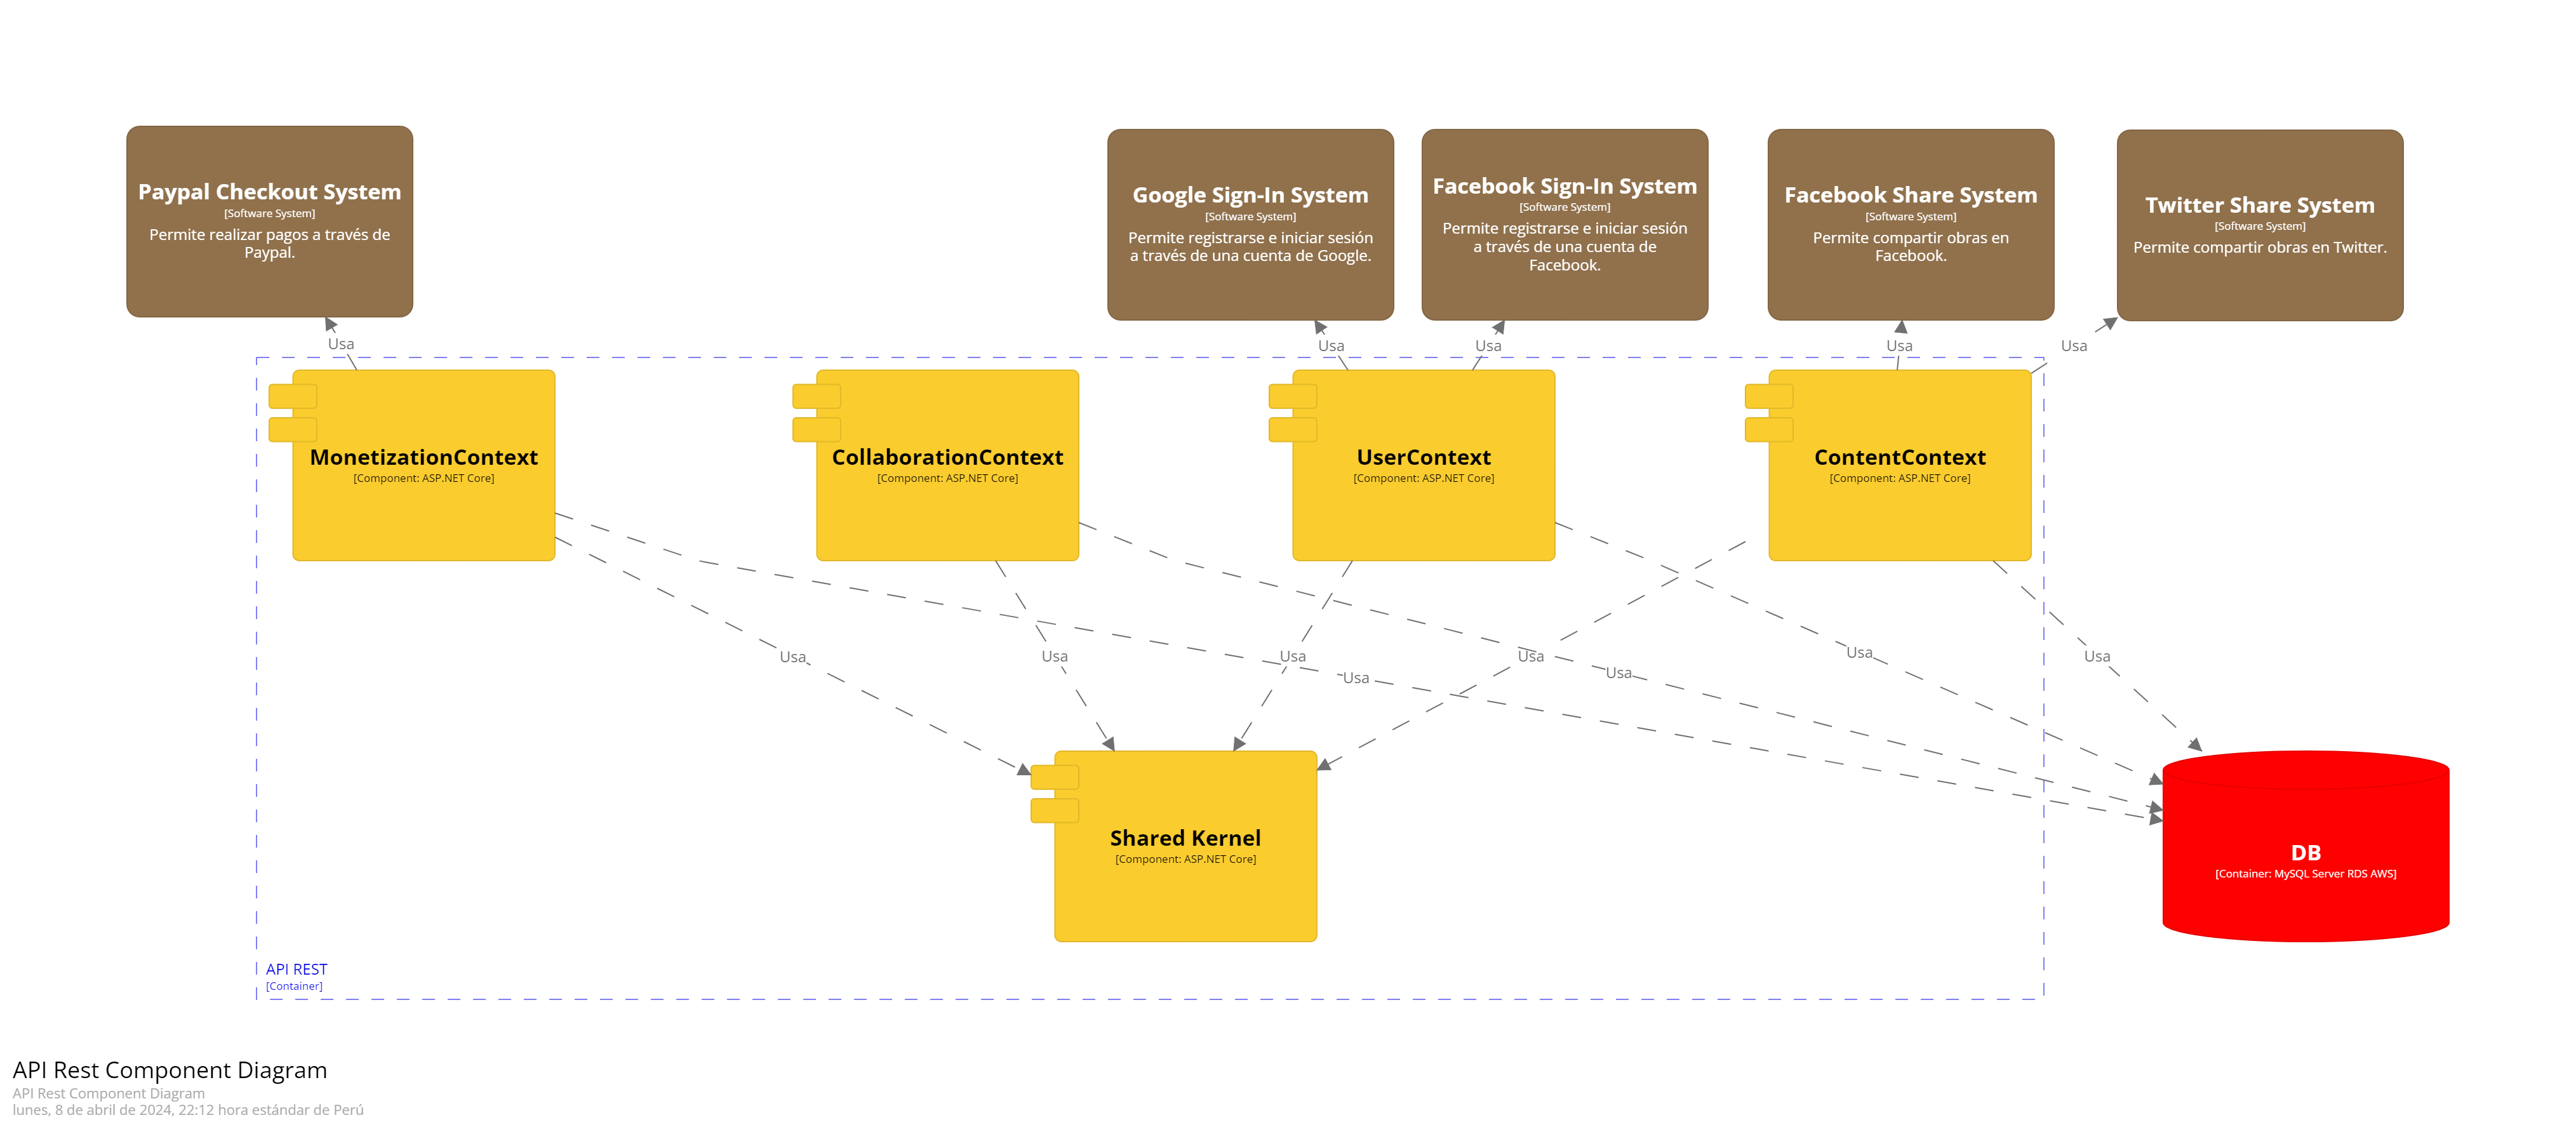 Paypal Checkout System
[Software System]
Permite realizar pagos a través de
Paypal.
Google Sign-In System
[Software System]
Permite registrarse e iniciar sesión
a través de una cuenta de Google.
Facebook Sign-In System
[Software System]
Permite registrarse e iniciar sesión
a través de una cuenta de
Facebook.
Facebook Share System
[Software System]
Permite compartir obras en
Facebook.
Twitter Share System
[Software System]
Permite compartir obras en Twitter.
Usa
Usa
Usa
Usa
Usa
MonetizationContext
[Component: ASP.NET Core]
CollaborationContext
[Component: ASP.NET Core]
UserContext
[Component: ASP.NET Core]
ContentContext
[Component: ASP.NET Core]
Usa
Usa
Usa
Usa
Usa
Usa
Usa
Usa
Shared Kernel
[Component: ASP.NET Core]
DB
[Container: MySQL Server RDS AWS]
API REST
[Container]
API Rest Component Diagram
API Rest Component Diagram
lunes, 8 de abril de 2024, 22:12 hora estándar de Perú